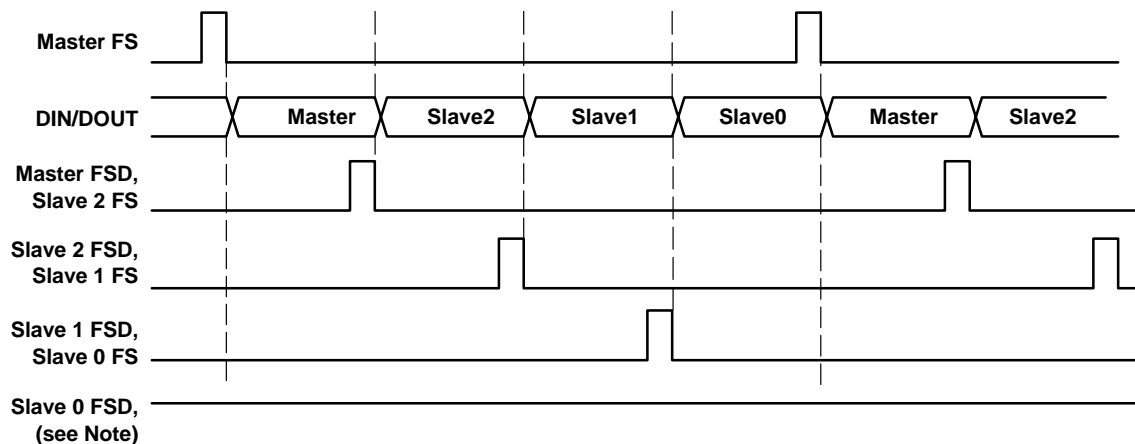 Master FS
DIN/DOUT
Master Slave2 Slave1 Slave0 Master Slave2
Master FSD,
Slave 2 FS
Slave 2 FSD,
Slave 1 FS
Slave 1 FSD,
Slave 0 FS
Slave 0 FSD,
(see Note)